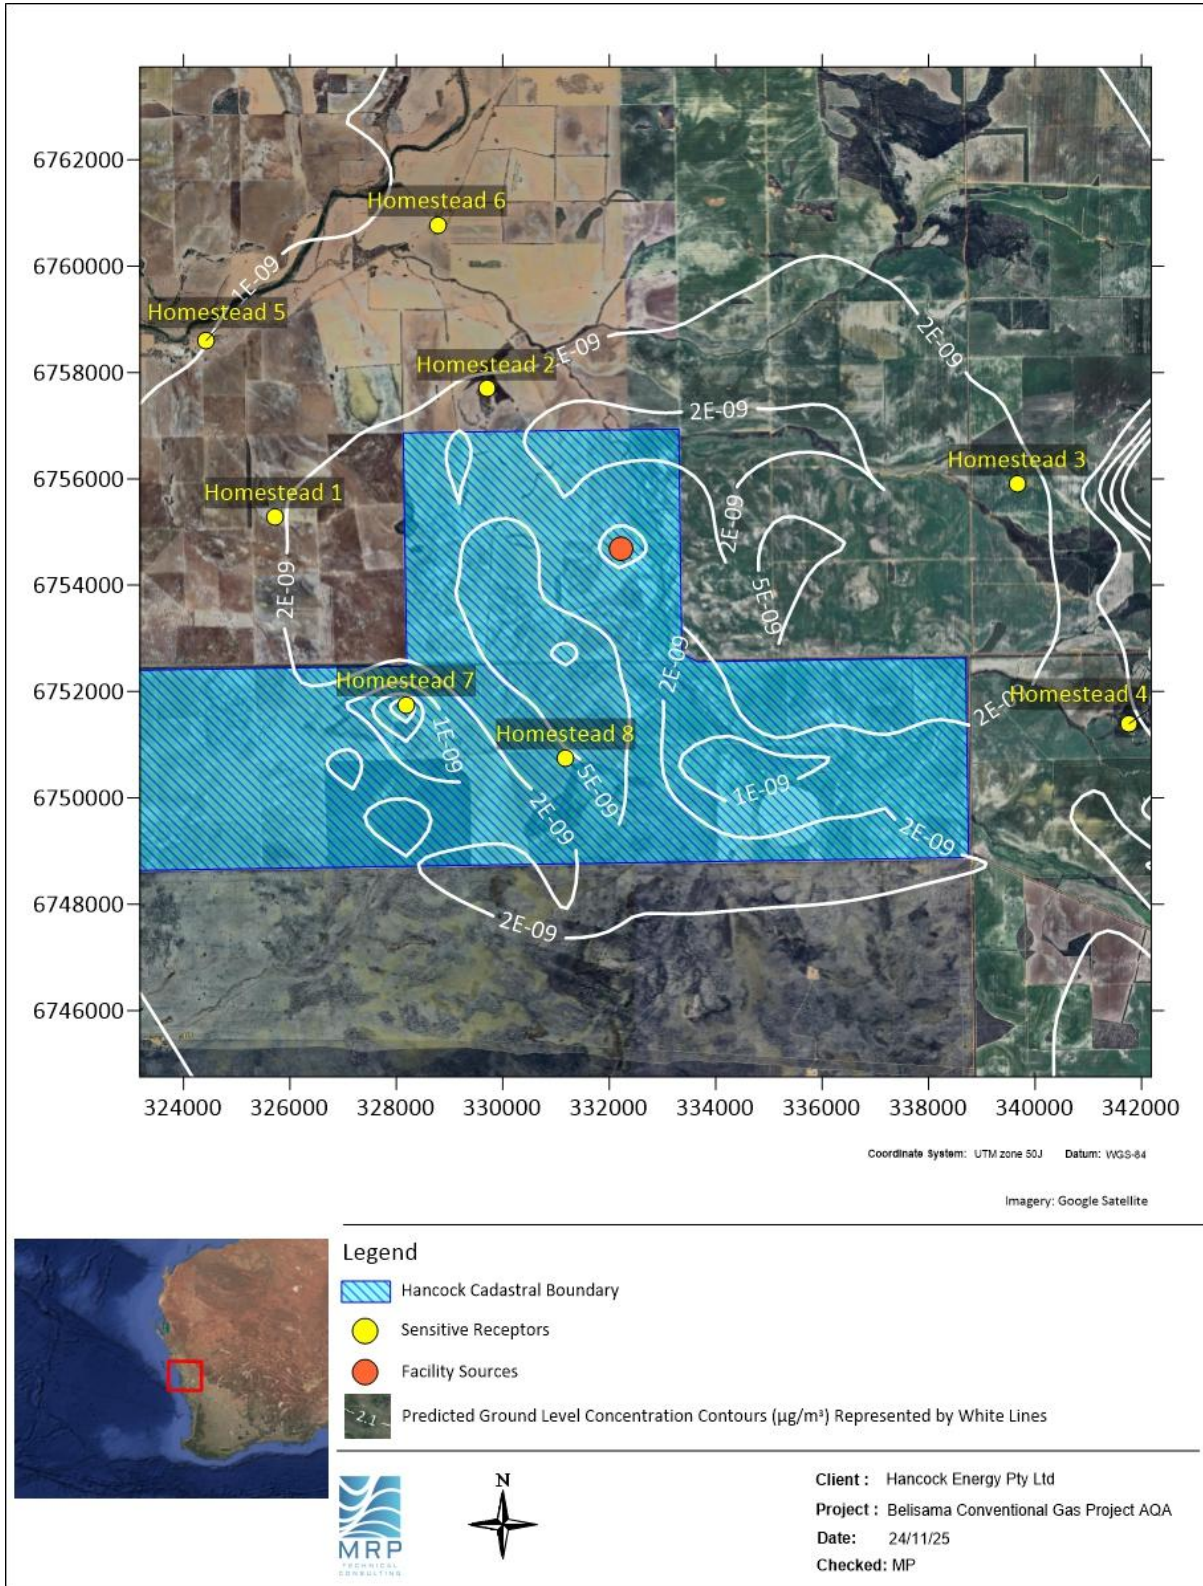 6762000
Homestead 6
6760000
1E-09
Homestead 5
2E-09
E-09
6758000
Homestead 2
2E-09
Homestead 3
6756000
Homestead 1
2E-09
6754000
2E-09
5E-09
2E-09
6752000
Homestead 7
2E-0
Homestead 4
Homestead 8
1E-09
5E-09
1E-09
6750000
2E-09
2E-09
6748000
2E-09
6746000
324000 326000 328000 330000 332000 334000 336000 338000 340000 342000
Coordinate System: UTM zone 50J Datum: WGS-84
Imagery: Google Satellite
Legend
Hancock Cadastral Boundary
Sensitive Receptors
Facility Sources
2.1
Predicted Ground Level Concentration Contours (µg/m³) Represented by White Lines
N
MRP
TECHNICAL
CONSULTING
Client : Hancock Energy Pty Ltd
Project : Belisama Conventional Gas Project AQA
Date: 24/11/25
Checked: MP